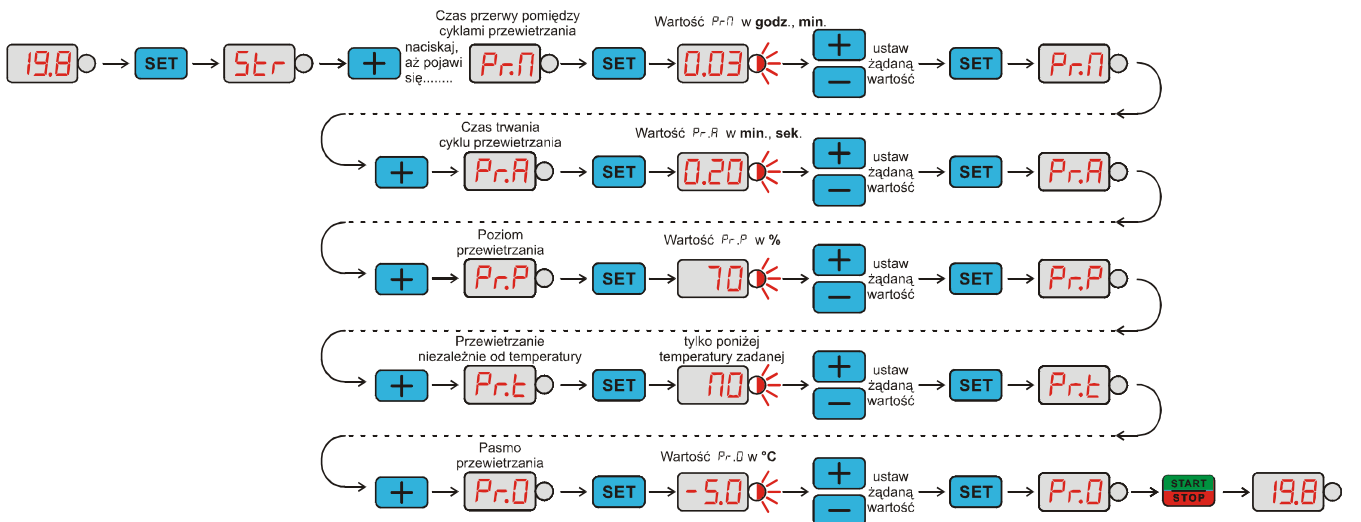 Czas przerwy pomiędzy
cyklami przewietrzania
Wartość Pr.П w godz., min.
19.8
SET
Str
+
naciskaj,
aż pojawi
się........
Pr.П
SET
0.03
+
−
ustaw
żądaną
wartość
SET
Pr.П
Czas trwania
cyklu przewietrzania
Wartość Pr.A w min., sek.
+
Pr.A
SET
0.20
+
−
ustaw
żądaną
wartość
SET
Pr.A
Poziom
przewietrzania
Wartość Pr.P w %
+
Pr.P
SET
70
+
−
ustaw
żądaną
wartość
SET
Pr.P
Przewietrzanie
niezależnie od temperatury
tylko poniżej
temperatury zadanej
+
Pr.t
SET
ПО
+
−
ustaw
żądaną
wartość
SET
Pr.t
Pasmo
przewietrzania
Wartość Pr.0 w °C
+
Pr.0
SET
-5.0
+
−
ustaw
żądaną
wartość
SET
Pr.0
START
STOP
19.8